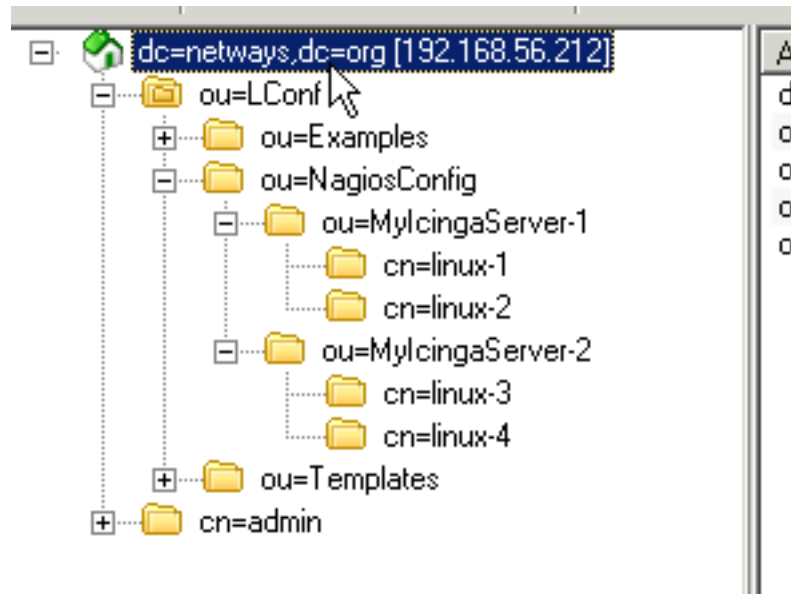 dc=netways,dc=org [192.168.56.212]
ou=LConf
ou=Examples
ou=NagiosConfig
ou=MyIcingaServer-1
cn=linux-1
cn=linux-2
ou=MyIcingaServer-2
cn=linux-3
cn=linux-4
ou=Templates
cn=admin